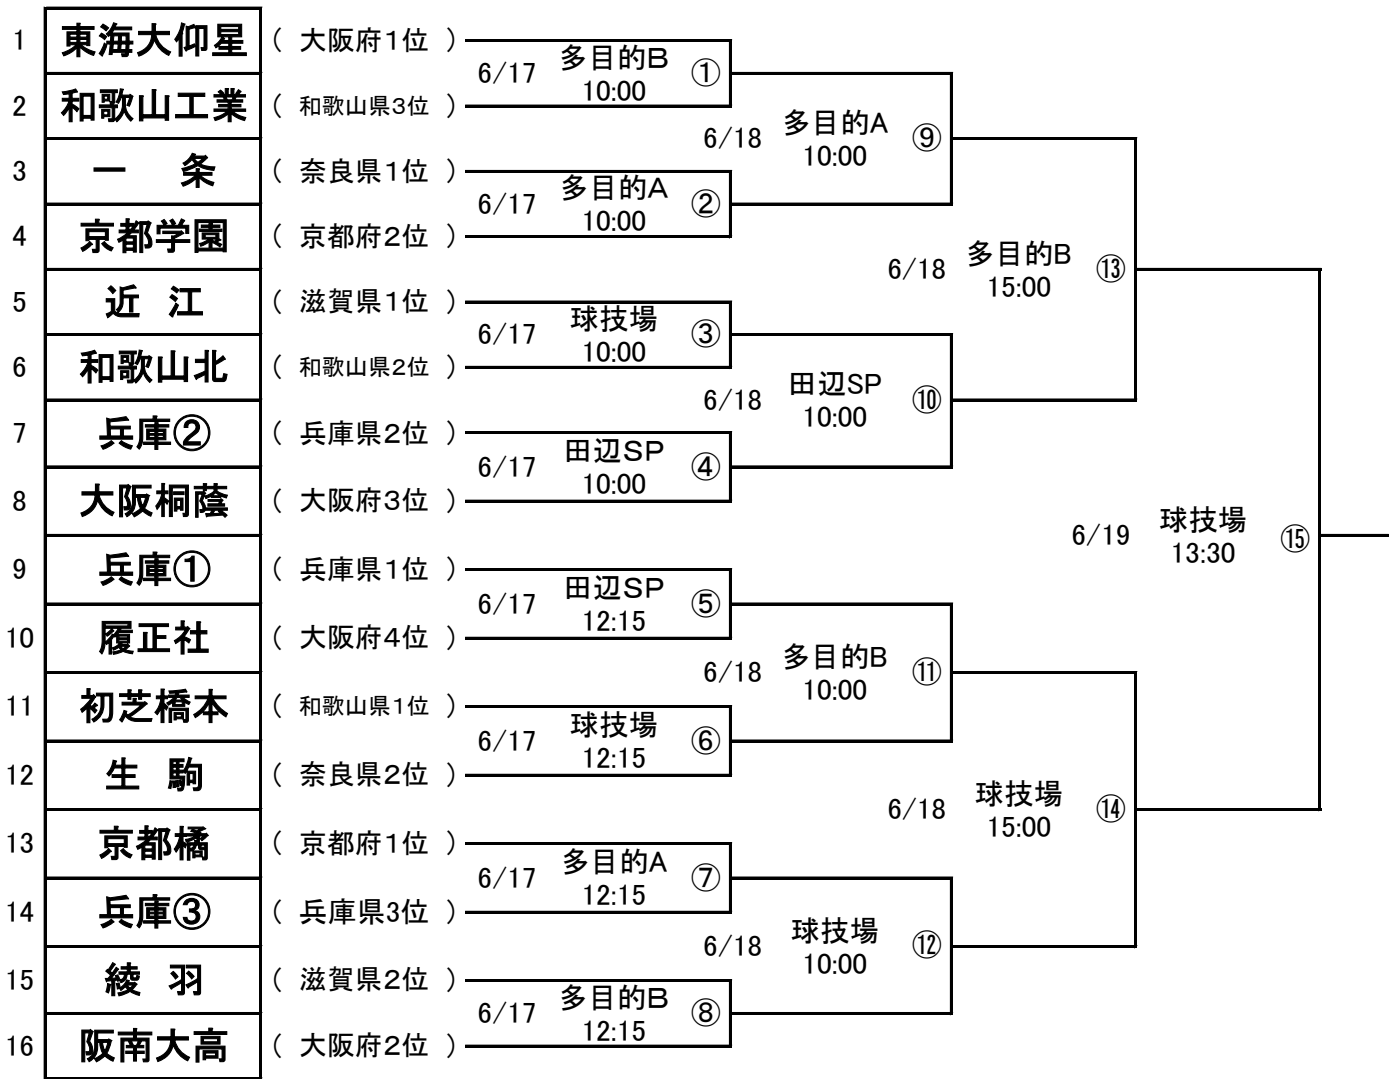 1 東海大仰星 ( 大阪府1位 )
6/17 多目的B ①
10:00
2 和歌山工業 ( 和歌山県3位 )
6/18 多目的A ⑨
10:00
3 一 条 ( 奈良県1位 )
6/17 多目的A ②
10:00
4 京都学園 ( 京都府2位 )
6/18 多目的B ⑬
15:00
5 近 江 ( 滋賀県1位 )
6/17 球技場 ③
10:00
6 和歌山北 ( 和歌山県2位 )
6/18 田辺SP ⑩
10:00
7 兵庫② ( 兵庫県2位 )
6/17 田辺SP ④
10:00
8 大阪桐蔭 ( 大阪府3位 )
6/19 球技場 ⑮
13:30
9 兵庫① ( 兵庫県1位 )
6/17 田辺SP ⑤
12:15
10 履正社 ( 大阪府4位 )
6/18 多目的B ⑪
10:00
11 初芝橋本 ( 和歌山県1位 )
6/17 球技場 ⑥
12:15
12 生 駒 ( 奈良県2位 )
6/18 球技場 ⑭
15:00
13 京都橘 ( 京都府1位 )
6/17 多目的A ⑦
12:15
14 兵庫③ ( 兵庫県3位 )
6/18 球技場 ⑫
10:00
15 綾 羽 ( 滋賀県2位 )
6/17 多目的B ⑧
12:15
16 阪南大高 ( 大阪府2位 )